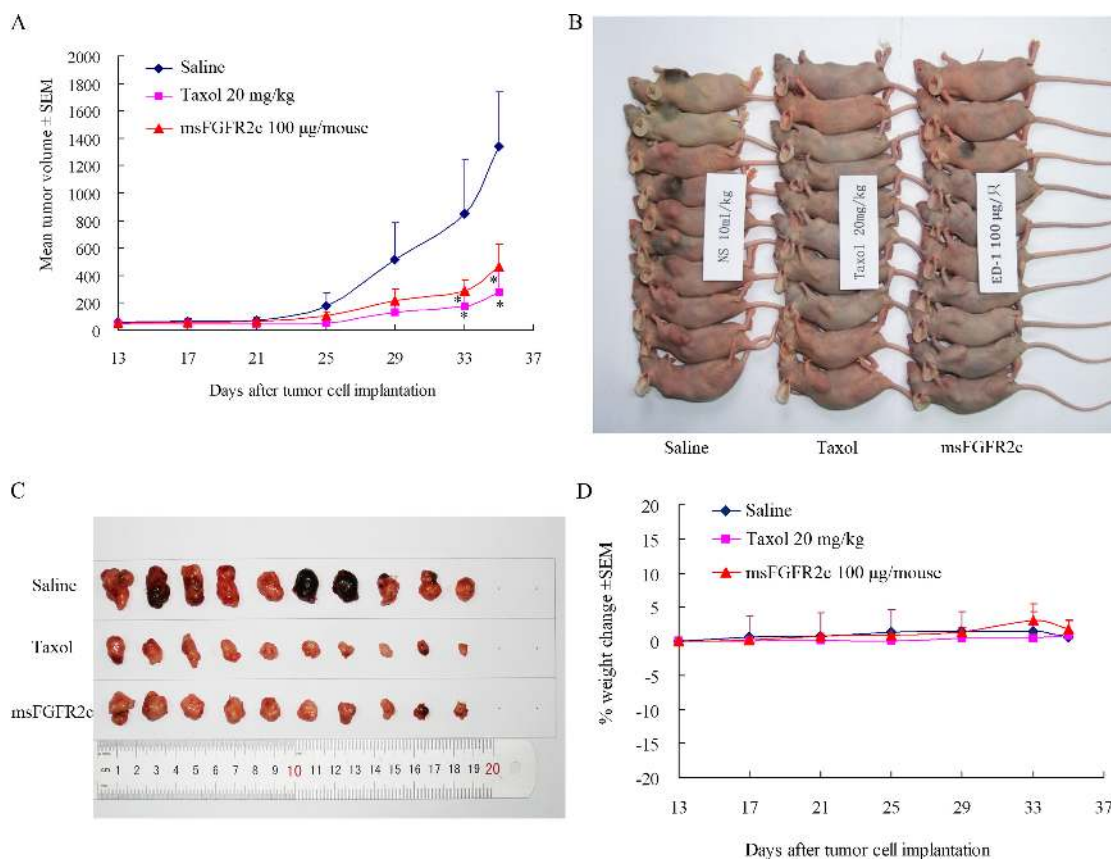 A
Mean tumor volume ± SEM
2000
1800
1600
1400
1200
1000
800
600
400
200
0
Saline
Taxol 20 mg/kg
msFGFR2c 100 µg/mouse
*
*
*
*
13 17 21 25 29 33 37
Days after tumor cell implantation
B
NS 10ml/kg
Taxol 20mg/kg
ED-1 100 µg/只
Saline Taxol msFGFR2c
C
Saline
Taxol
msFGFR2c
1 2 3 4 5 6 7 8 9 10 11 12 13 14 15 16 17 18 19 20
D
% weight change ±SEM
20
15
10
5
0
-5
-10
-15
-20
Saline
Taxol 20 mg/kg
msFGFR2c 100 µg/mouse
13 17 21 25 29 33 37
Days after tumor cell implantation